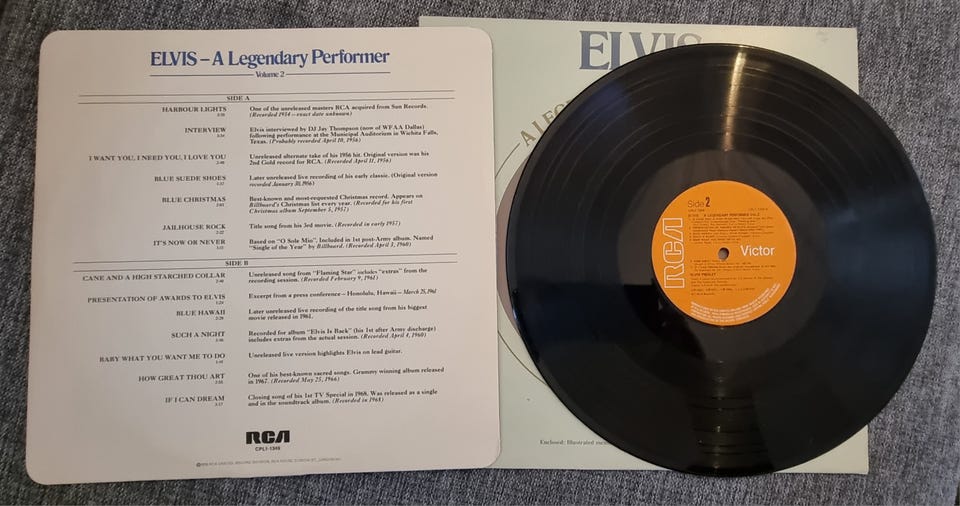 ELVIS – A Legendary Performer
Volume 2
SIDE A
HARBOUR LIGHTS One of the unreleased masters RCA acquired from Sun Records.
(Recorded 1954—exact date unknown)
INTERVIEW Elvis interviewed by DJ Jay Thompson (now of WFAA Dallas)
following performance at the Municipal Auditorium in Wichita Falls,
Texas. (Probably recorded April 10, 1956)
I WANT YOU, I NEED YOU, I LOVE YOU Unreleased alternate take of his 1956 hit. Original version was his
2nd Gold record for RCA. (Recorded April 11, 1956)
BLUE SUEDE SHOES Later unreleased live recording of his early classic. (Original version
recorded January 30, 1956)
BLUE CHRISTMAS Best-known and most-requested Christmas record. Appears on
Billboard's Christmas list every year. (Recorded for his first
Christmas album September 5, 1957)
JAILHOUSE ROCK Title song from his 3rd movie. (Recorded in early 1957)
IT'S NOW OR NEVER Based on "O Sole Mio". Included in 1st post-Army album. Named
"Single of the Year" by Billboard. (Recorded April 3, 1960)
SIDE B
CANE AND A HIGH STARCHED COLLAR Unreleased song from "Flaming Star" includes "extras" from the
recording session. (Recorded February 9, 1961)
PRESENTATION OF AWARDS TO ELVIS Excerpt from a press conference—Honolulu, Hawaii—March 25, 1961
BLUE HAWAII Later unreleased recording of the title song from his biggest
movie released in 1961.
SUCH A NIGHT Recorded for album "Elvis Is Back" (his 1st after Army discharge)
includes extras from the actual session. (Recorded April 4, 1960)
BABY WHAT YOU WANT ME TO DO Unreleased live version highlights Elvis on lead guitar.
HOW GREAT THOU ART One of his best-known sacred songs. Grammy winning album released
in 1967. (Recorded May 25, 1966)
IF I CAN DREAM Closing song of his 1st TV Special in 1968. Was released as a single
and in the soundtrack album. (Recorded in 1968)
RCA
CPL1-1349
ELVIS
A LEG
Enclosed: Illustrated
Side 2
RCA Victor
ELVIS PRESLEY